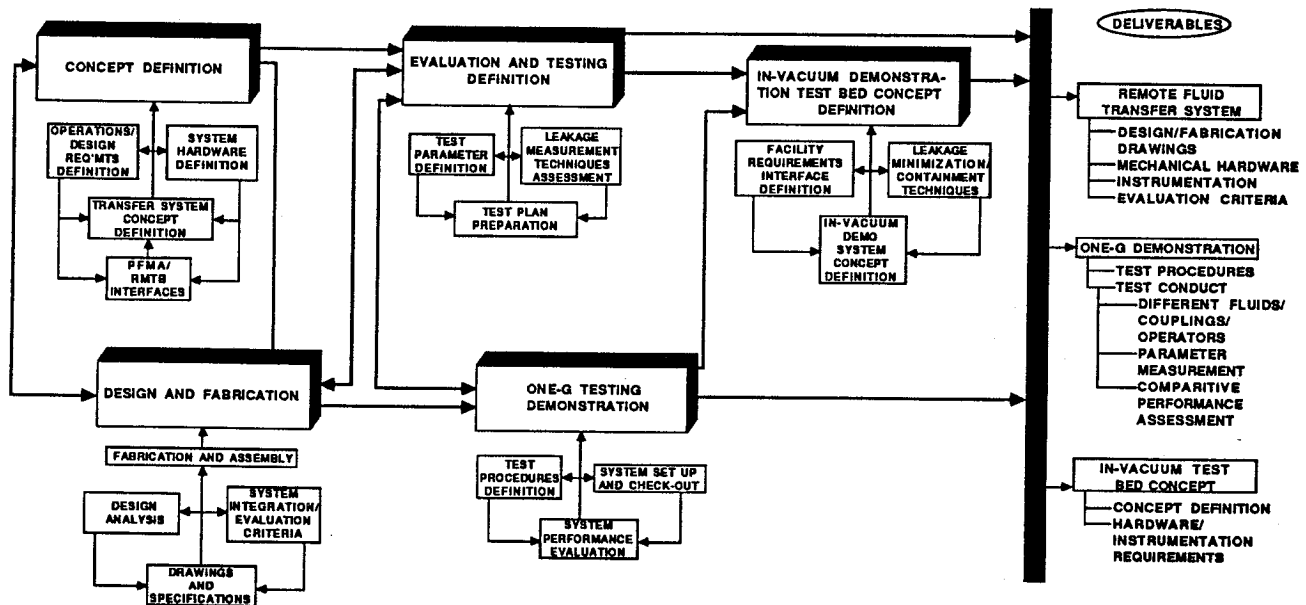 CONCEPT DEFINITION
OPERATIONS/
DESIGN
REQ'MTS
DEFINITION
SYSTEM
HARDWARE
DEFINITION
TRANSFER SYSTEM
CONCEPT
DEFINITION
PFMA/
RMTB
INTERFACES
DESIGN AND FABRICATION
FABRICATION AND ASSEMBLY
DESIGN
ANALYSIS
SYSTEM
INTEGRATION/
EVALUATION
CRITERIA
DRAWINGS
AND
SPECIFICATIONS
EVALUATION AND TESTING
DEFINITION
TEST
PARAMETER
DEFINITION
LEAKAGE
MEASUREMENT
TECHNIQUES
ASSESSMENT
TEST PLAN
PREPARATION
ONE-G TESTING
DEMONSTRATION
TEST
PROCEDURES
DEFINITION
SYSTEM SET UP
AND CHECK-OUT
SYSTEM
PERFORMANCE
EVALUATION
IN-VACUUM DEMONSTRA-
TION TEST BED CONCEPT
DEFINITION
FACILITY
REQUIREMENTS
INTERFACE
DEFINITION
LEAKAGE
MINIMIZATION/
CONTAINMENT
TECHNIQUES
IN-VACUUM
DEMO
SYSTEM
CONCEPT
DEFINITION
DELIVERABLES
REMOTE FLUID
TRANSFER SYSTEM
DESIGN/FABRICATION
DRAWINGS
MECHANICAL HARDWARE
INSTRUMENTATION
EVALUATION CRITERIA
ONE-G DEMONSTRATION
TEST PROCEDURES
TEST CONDUCT
DIFFERENT FLUIDS/
COUPLINGS/
OPERATORS
PARAMETER
MEASUREMENT
COMPARITIVE
PERFORMANCE
ASSESSMENT
IN-VACUUM TEST
BED CONCEPT
CONCEPT DEFINITION
HARDWARE/
INSTRUMENTATION
REQUIREMENTS